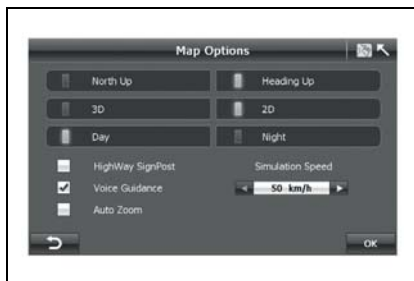 Map Options
North Up
Heading Up
3D
2D
Day
Night
HighWay SignPost
Simulation Speed
Voice Guidance
50 km/h
Auto Zoom
OK